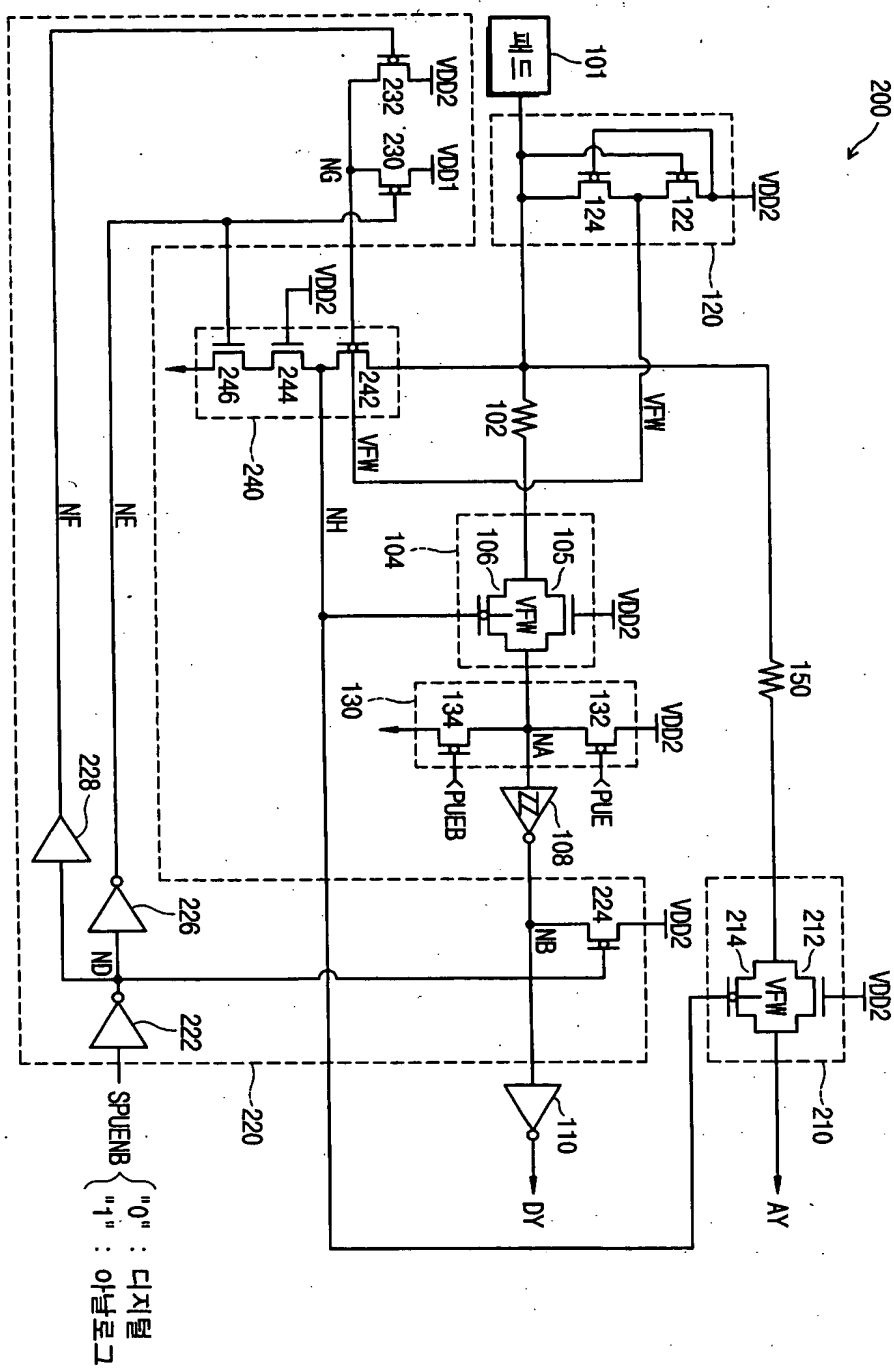 200
패드
101
VDD2
122
124
120
VFW
VDD2
232
VDD1
230
NG
VDD2
242
244
246
VFW
240
102
150
104
105
106
VFW
VDD2
NH
NE
NF
130
VDD2
132
134
NA
<PUE
<PUEB
108
VDD2
212
214
VFW
210
VDD2
224
NB
228
226
ND
222
220
110
AY
DY
SPUENB
"0" : 디지털
"1" : 아날로그